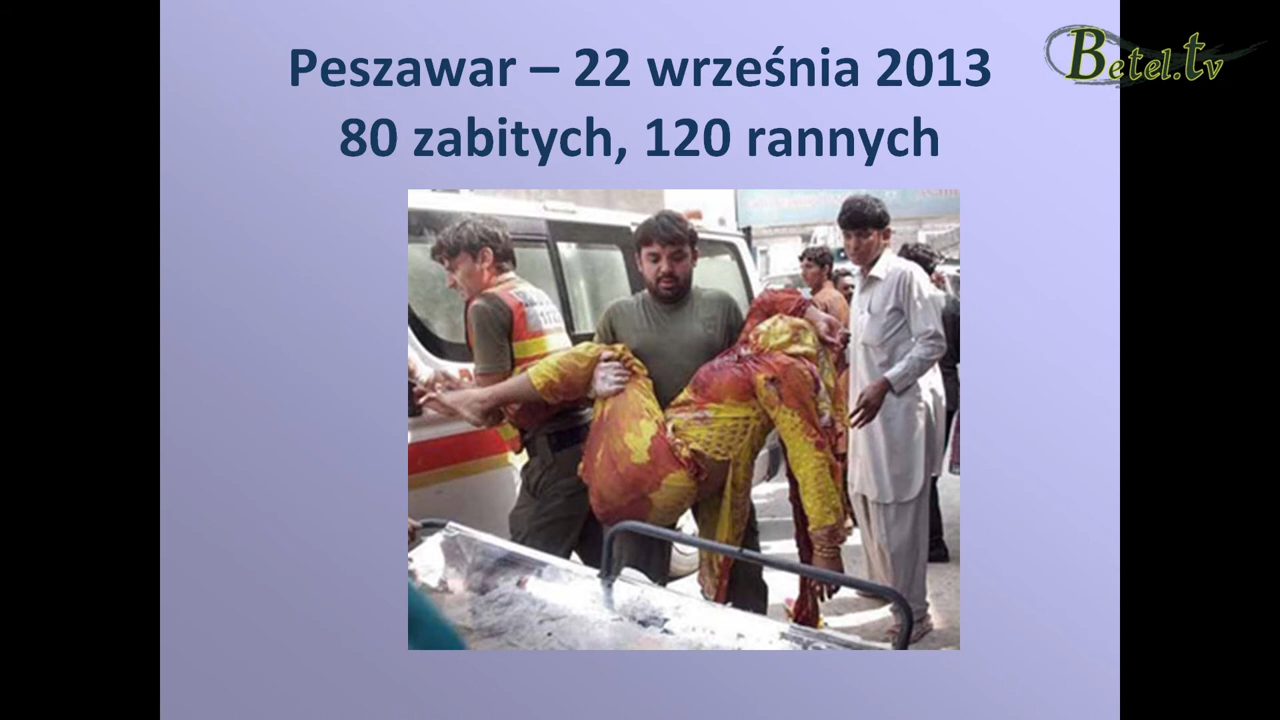 Peszawar – 22 września 2013
80 zabitych, 120 rannych
Betel.tv